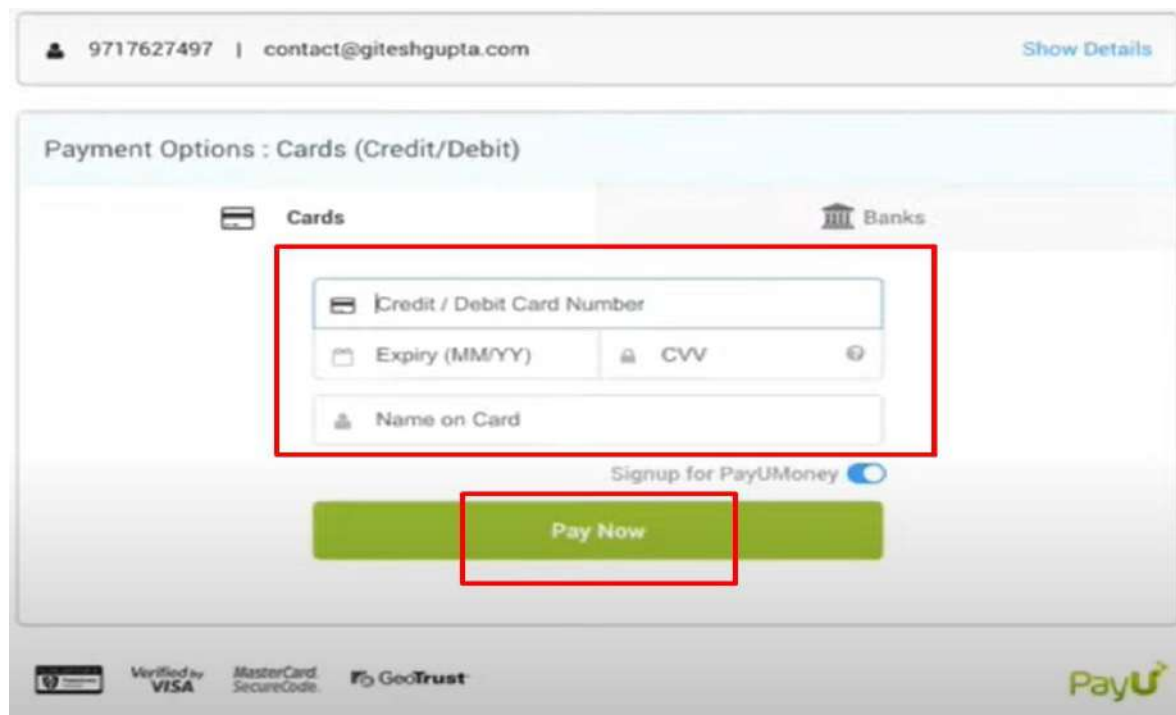 9717627497 | contact@giteshgupta.com Show Details
Payment Options : Cards (Credit/Debit)
Cards Banks
Credit / Debit Card Number
Expiry (MM/YY) CVV
Name on Card
Signup for PayUMoney
Pay Now
Verified by VISA MasterCard. SecureCode. GeoTrust PayU